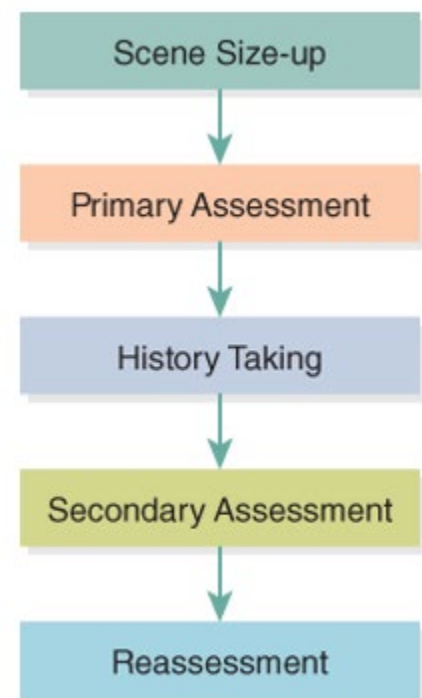 Scene Size-up
Primary Assessment
History Taking
Secondary Assessment
Reassessment